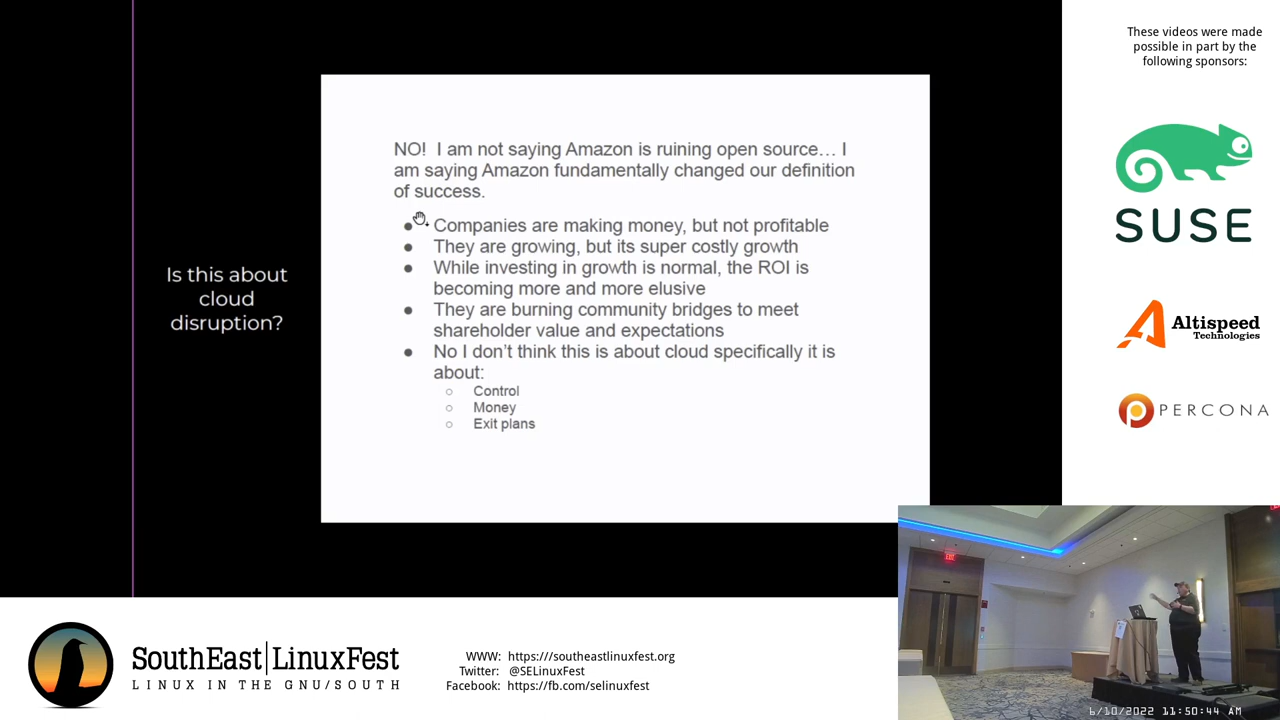 These videos were made
possible in part by the
following sponsors:
SUSE
Altispeed
Technologies
PERCONA
Is this about
cloud
disruption?
NO! I am not saying Amazon is ruining open source... I
am saying Amazon fundamentally changed our definition
of success.
● Companies are making money, but not profitable
● They are growing, but its super costly growth
● While investing in growth is normal, the ROI is
becoming more and more elusive
● They are burning community bridges to meet
shareholder value and expectations
● No I don't think this is about cloud specifically it is
about:
○ Control
○ Money
○ Exit plans
SouthEast|LinuxFest
LINUX IN THE GNU/SOUTH
WWW: https:///southeastlinuxfest.org
Twitter: @SELinuxFest
Facebook: https://fb.com/selinuxfest
EXIT
6/10/2022 11:50:44 AM